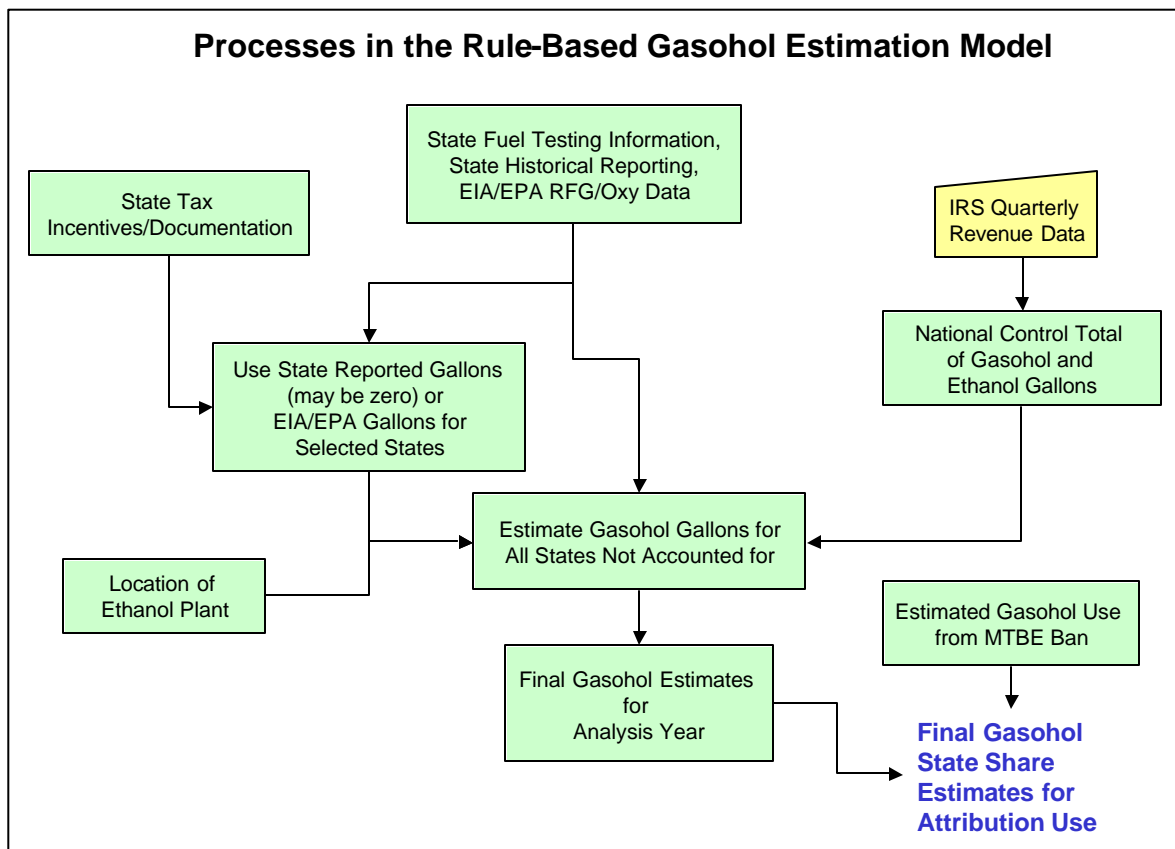 Processes in the Rule-Based Gasohol Estimation Model
State Fuel Testing Information,
State Historical Reporting,
EIA/EPA RFG/Oxy Data
State Tax
Incentives/Documentation
IRS Quarterly
Revenue Data
National Control Total
of Gasohol and
Ethanol Gallons
Use State Reported Gallons
(may be zero) or
EIA/EPA Gallons for
Selected States
Estimate Gasohol Gallons for
All States Not Accounted for
Location of
Ethanol Plant
Estimated Gasohol Use
from MTBE Ban
Final Gasohol Estimates
for
Analysis Year
Final Gasohol
State Share
Estimates for
Attribution Use